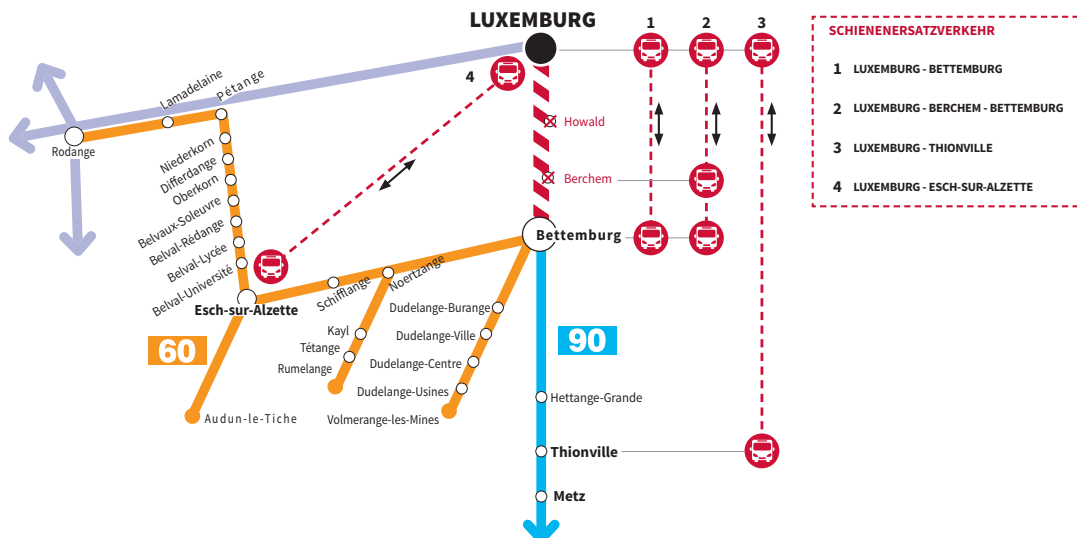 LUXEMBURG
1
2
3
4
SCHIENENERSATZVERKEHR
1 LUXEMBURG - BETTEMBURG
2 LUXEMBURG - BERCHEM - BETTEMBURG
3 LUXEMBURG - THIONVILLE
4 LUXEMBURG - ESCH-SUR-ALZETTE
Lamadelaine
Pétange
Rodange
Niederkorn
Differdange
Oberkorn
Belvaux-Soleuvre
Belval-Rédange
Belval-Lycée
Belval-Université
Esch-sur-Alzette
Howald
Berchem
Bettemburg
Schifflange
Noertzange
60
90
Kayl
Tétange
Rumelange
Dudelange-Burange
Dudelange-Ville
Dudelange-Centre
Dudelange-Usines
Volmerange-les-Mines
Audun-le-Tiche
Hettange-Grande
Thionville
Metz